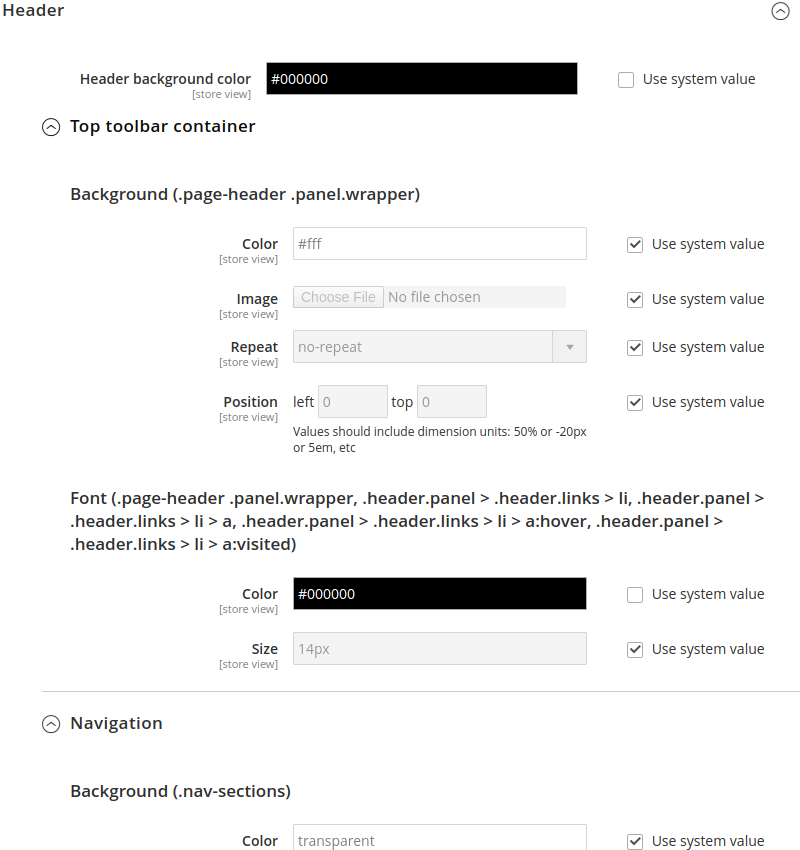 Header
Header background color #000000 Use system value
[store view]
Top toolbar container
Background (.page-header .panel.wrapper)
Color #fff Use system value
[store view]
Image Choose File No file chosen Use system value
[store view]
Repeat no-repeat Use system value
[store view]
Position left 0 top 0 Use system value
[store view]
Values should include dimension units: 50% or -20px
or 5em, etc
Font (.page-header .panel.wrapper, .header.panel > .header.links > li, .header.panel >
.header.links > li > a, .header.panel > .header.links > li > a:hover, .header.panel >
.header.links > li > a:visited)
Color #000000 Use system value
[store view]
Size 14px Use system value
[store view]
Navigation
Background (.nav-sections)
Color transparent Use system value